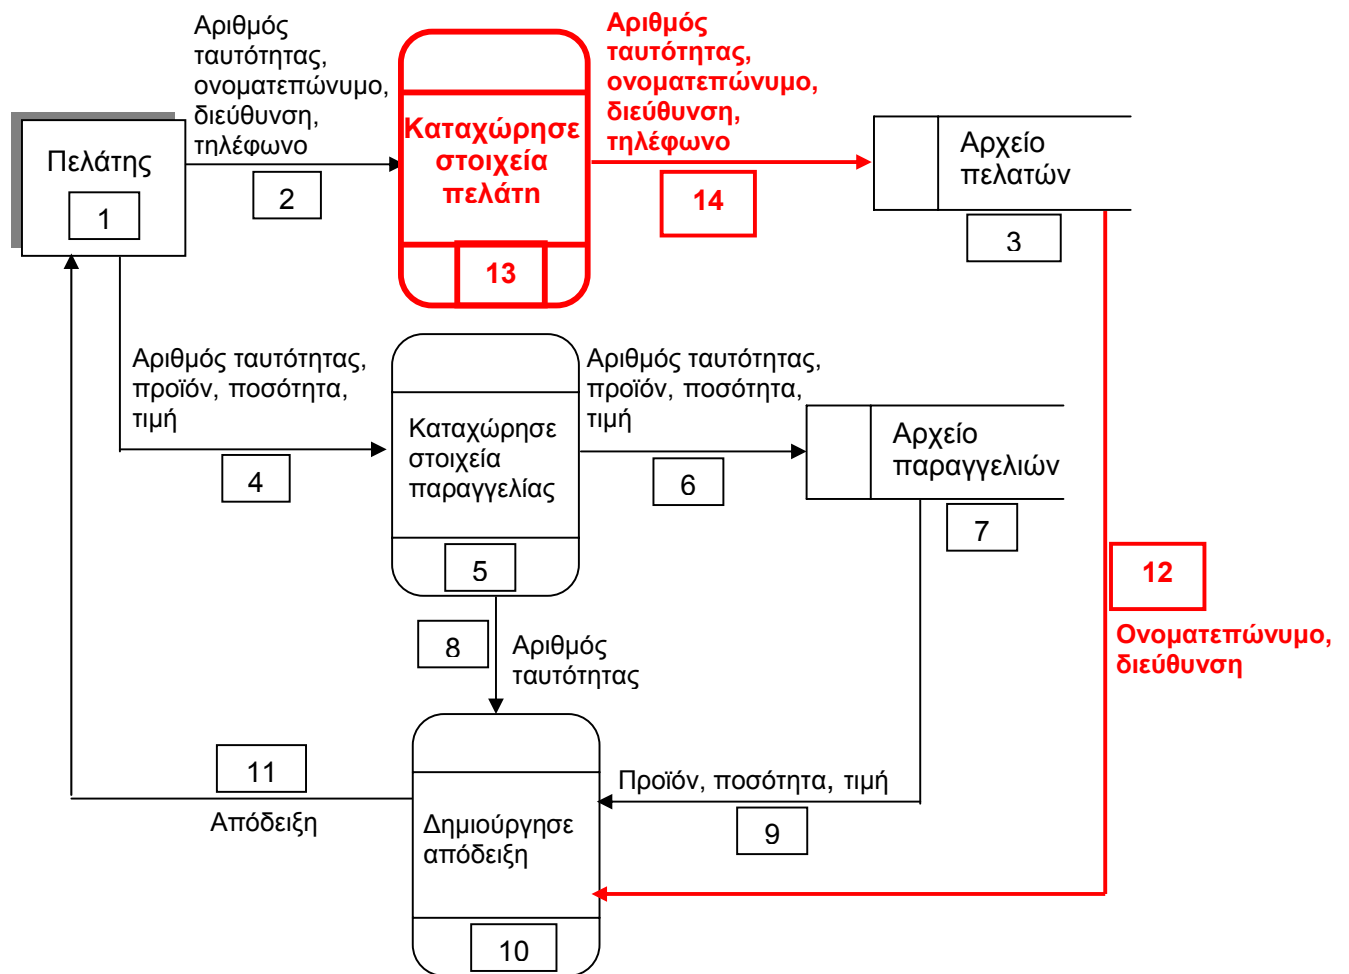 Αριθμός
ταυτότητας,
ονοματεπώνυμο,
διεύθυνση,
τηλέφωνο
2
Πελάτης
1
Καταχώρησε
στοιχεία
πελάτη
13
Αριθμός
ταυτότητας,
ονοματεπώνυμο,
διεύθυνση,
τηλέφωνο
14
Αρχείο
πελατών
3
Αριθμός ταυτότητας,
προϊόν, ποσότητα,
τιμή
4
Καταχώρησε
στοιχεία
παραγγελίας
5
Αριθμός ταυτότητας,
προϊόν, ποσότητα,
τιμή
6
Αρχείο
παραγγελιών
7
12
Ονοματεπώνυμο,
διεύθυνση
8
Αριθμός
ταυτότητας
11
Απόδειξη
Δημιούργησε
απόδειξη
10
Προϊόν, ποσότητα, τιμή
9